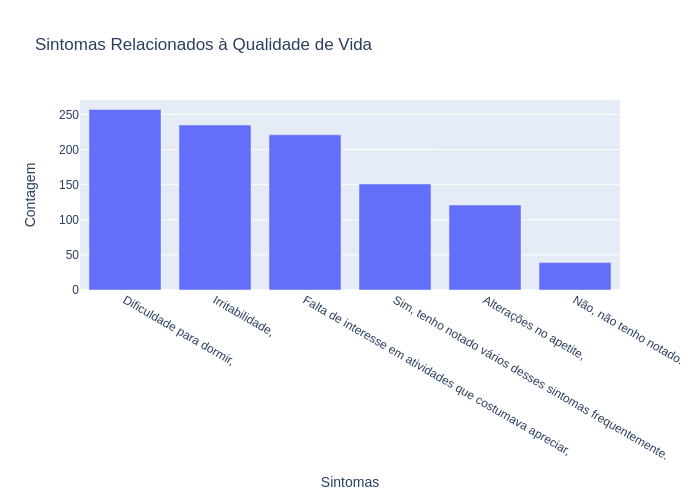 Sintomas Relacionados à Qualidade de Vida
Contagem
250
200
150
100
50
0
Dificuldade para dormir,
Irritabilidade,
Falta de interesse em atividades que costumava apreciar,
Sim, tenho notado vários desses sintomas frequentemente.
Alterações no apetite,
Não, não tenho notado.
Sintomas